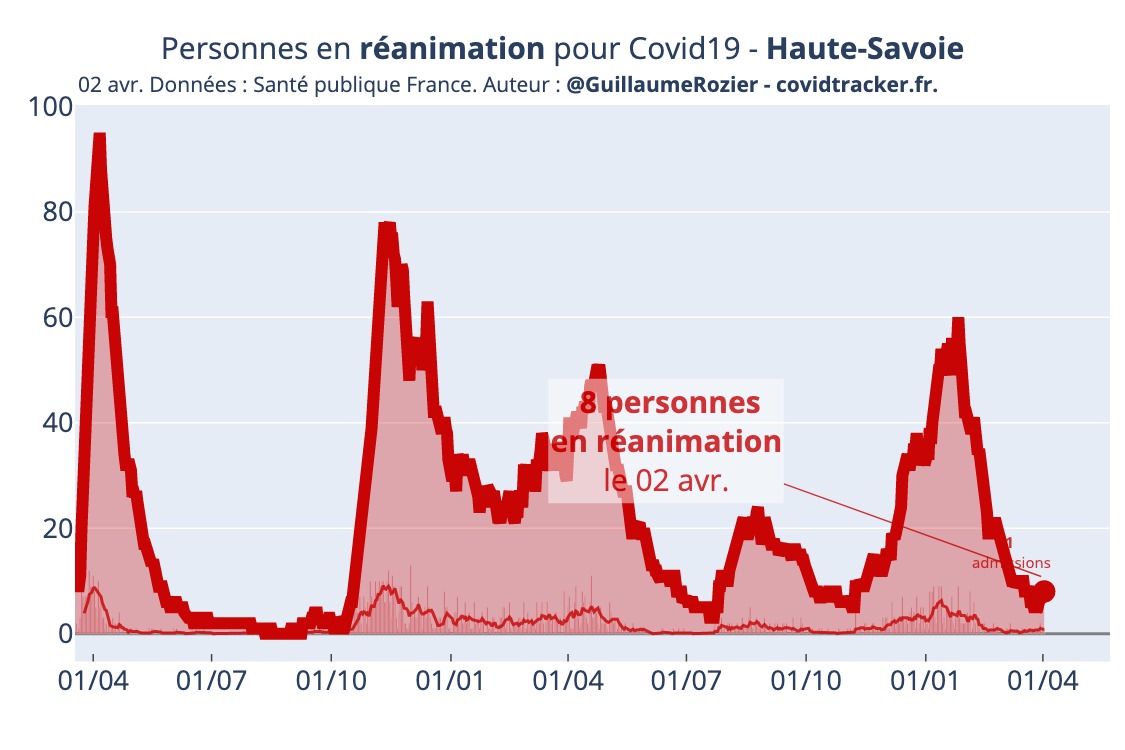 Personnes en réanimation pour Covid19 - Haute-Savoie
02 avr. Données : Santé publique France. Auteur : @GuillaumeRozier - covidtracker.fr.
100
80
60
40
20
0
8 personnes
en réanimation
le 02 avr.
1
admissions
01/04
01/07
01/10
01/01
01/04
01/07
01/10
01/01
01/04